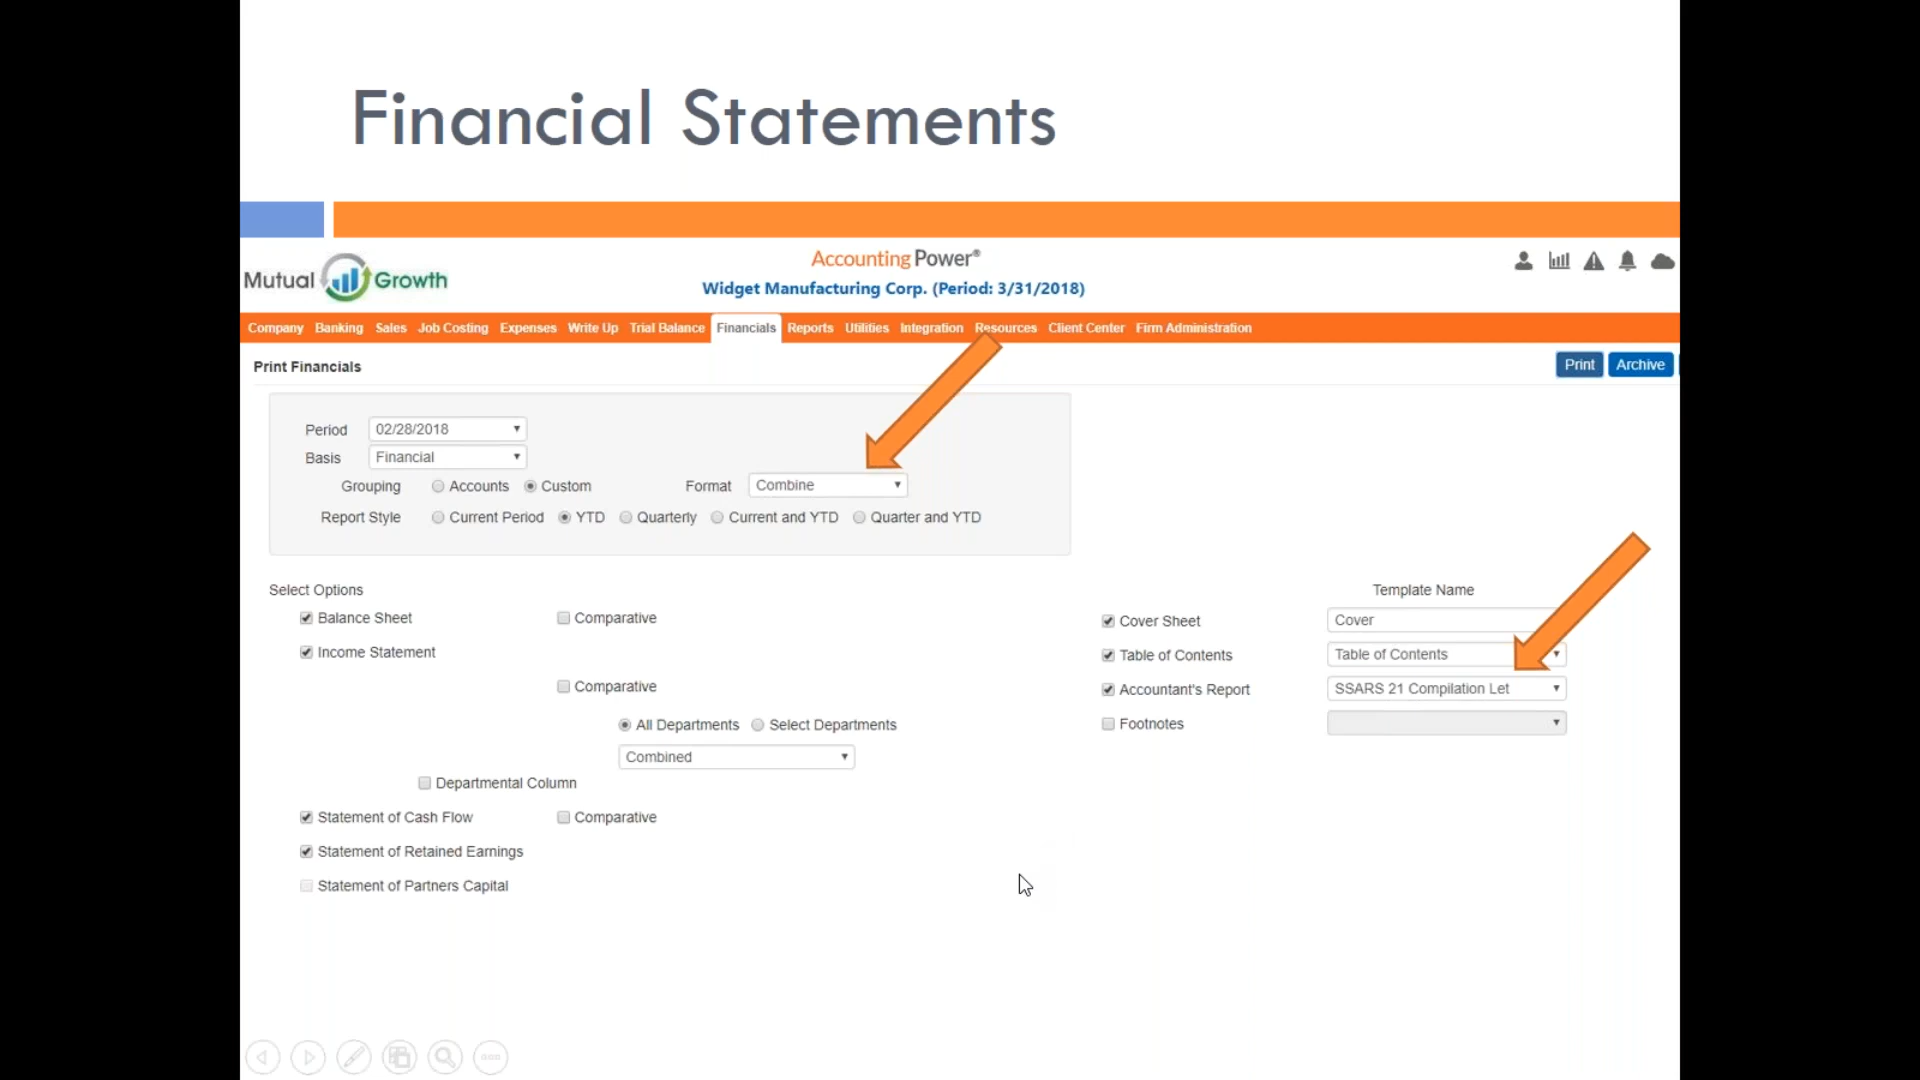 Financial Statements
Mutual Growth
Accounting Power®
Widget Manufacturing Corp. (Period: 3/31/2018)
Company Banking Sales Job Costing Expenses Write Up Trial Balance Financials Reports Utilities Integration Resources Client Center Firm Administration
Print Financials
Print Archive
Period 02/28/2018
Basis Financial
Grouping Accounts Custom Format Combine
Report Style Current Period YTD Quarterly Current and YTD Quarter and YTD
Select Options
Balance Sheet Comparative
Income Statement
Comparative
All Departments Select Departments
Combined
Departmental Column
Statement of Cash Flow Comparative
Statement of Retained Earnings
Statement of Partners Capital
Template Name
Cover Sheet Cover
Table of Contents Table of Contents
Accountant's Report SSARS 21 Compilation Let
Footnotes